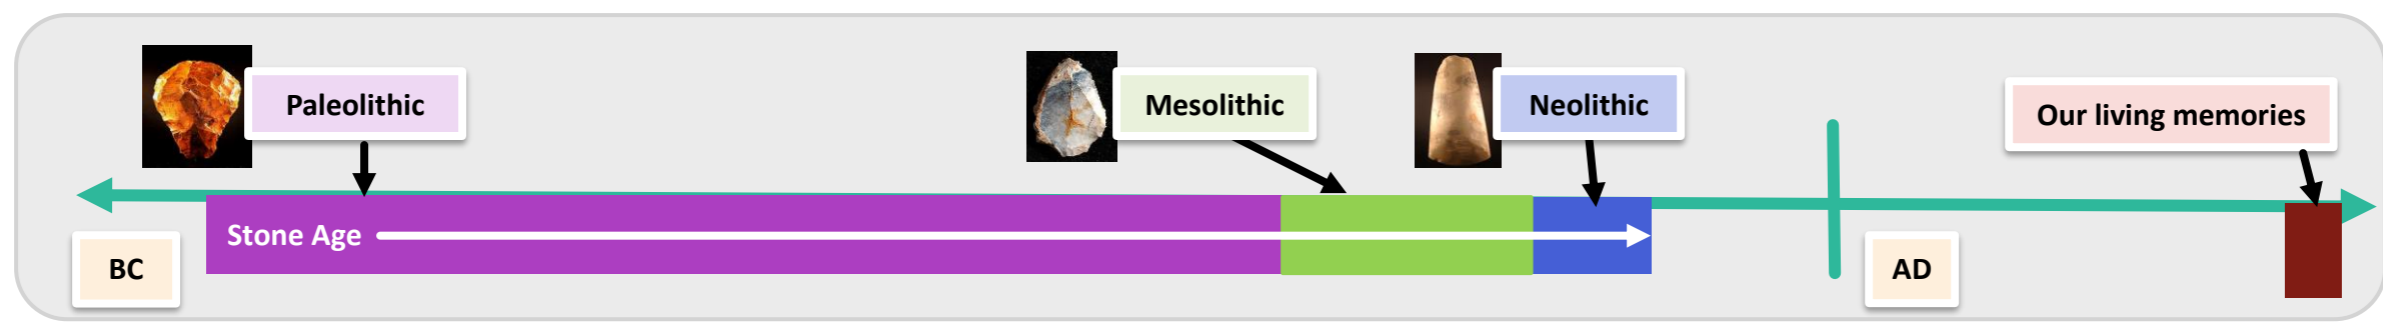 Paleolithic
Mesolithic
Neolithic
Our living memories
Stone Age
BC
AD